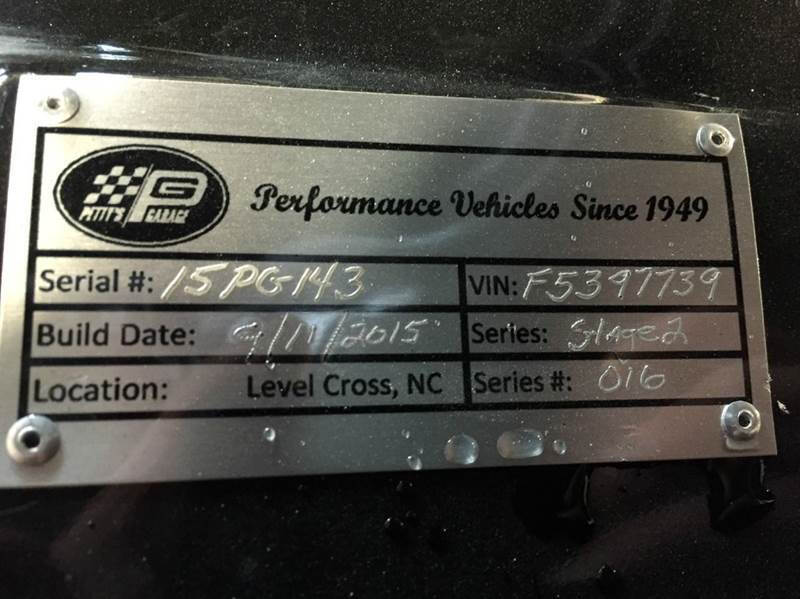 PETTY'S GARAGE PG
Performance Vehicles Since 1949
Serial #: 15PG143 VIN: F5397739
Build Date: 9/11/2015 Series: Stage 2
Location: Level Cross, NC Series #: 016